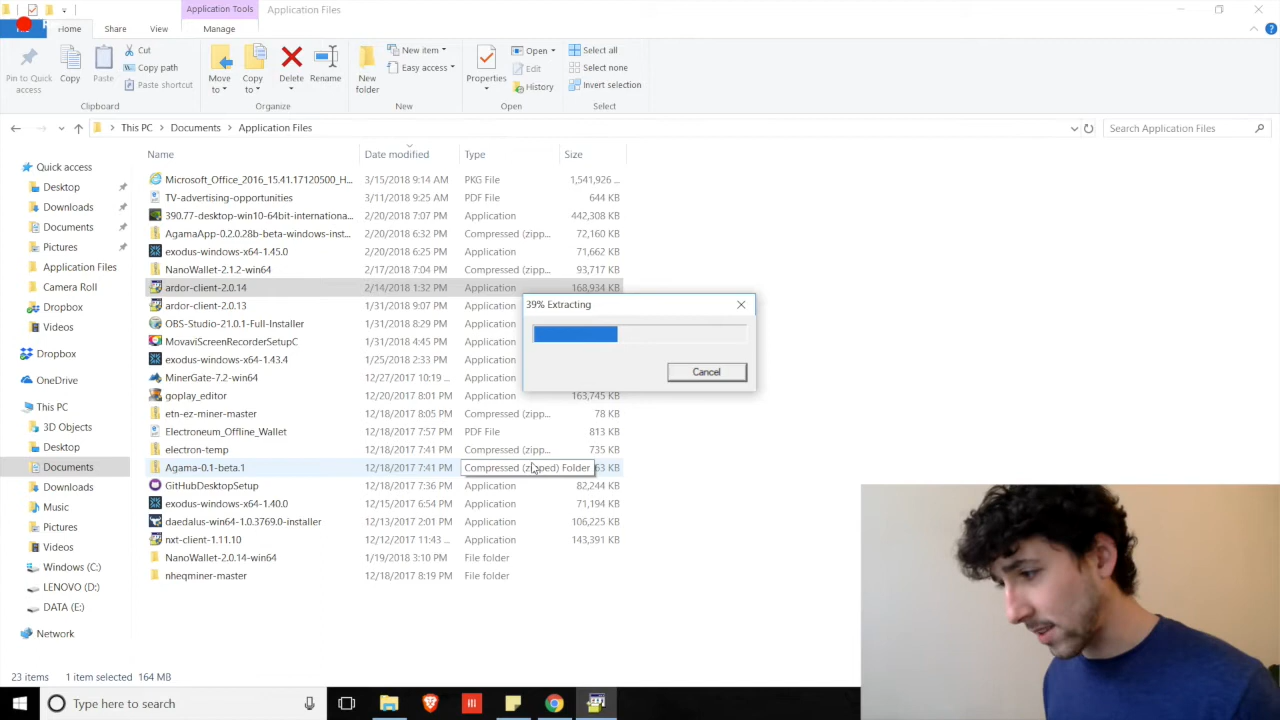 Application Tools
Application Files
Home
Share
View
Manage
Pin to Quick access
Copy
Paste
Cut
Copy path
Paste shortcut
Clipboard
Move to
Copy to
Delete
Rename
Organize
New folder
New item
Easy access
New
Properties
Open
Edit
History
Open
Select all
Select none
Invert selection
Select
This PC > Documents > Application Files
Search Application Files
Name Date modified Type Size
Quick access
Desktop
Downloads
Documents
Pictures
Application Files
Camera Roll
Dropbox
Videos
Dropbox
OneDrive
This PC
3D Objects
Desktop
Documents
Downloads
Music
Pictures
Videos
Windows (C:)
LENOVO (D:)
DATA (E:)
Network
Microsoft_Office_2016_15.41.17120500_H... 3/15/2018 9:14 AM PKG File 1,541,926 ...
TV-advertising-opportunities 3/11/2018 9:25 AM PDF File 644 KB
390.77-desktop-win10-64bit-internationa... 2/20/2018 7:07 PM Application 442,308 KB
AgamaApp-0.2.0.28b-beta-windows-inst... 2/20/2018 6:32 PM Compressed (zipp... 72,160 KB
exodus-windows-x64-1.45.0 2/20/2018 6:25 AM Application 71,662 KB
NanoWallet-2.1.2-win64 2/17/2018 7:04 PM Compressed (zipp... 93,717 KB
ardor-client-2.0.14 2/14/2018 1:32 PM Application 168,934 KB
ardor-client-2.0.13 1/31/2018 9:07 PM Application
OBS-Studio-21.0.1-Full-Installer 1/31/2018 8:29 PM Application
MovaviScreenRecorderSetupC 1/31/2018 4:45 PM Application
exodus-windows-x64-1.43.4 1/25/2018 2:33 PM Application
MinerGate-7.2-win64 12/27/2017 10:19 ... Application
goplay_editor 12/20/2017 8:01 PM Application 163,745 KB
etn-ez-miner-master 12/18/2017 8:05 PM Compressed (zipp... 78 KB
Electroneum_Offline_Wallet 12/18/2017 7:57 PM PDF File 813 KB
electron-temp 12/18/2017 7:41 PM Compressed (zipp... 735 KB
Agama-0.1-beta.1 12/18/2017 7:41 PM Compressed (zipped) Folder 63 KB
GitHubDesktopSetup 12/18/2017 7:36 PM Application 82,244 KB
exodus-windows-x64-1.40.0 12/18/2017 7:35 PM Application 71,194 KB
daedalus-win64-1.0.3769.0-installer 12/13/2017 2:01 PM Application 106,225 KB
nxt-client-1.11.10 12/12/2017 11:43 ... Application 143,391 KB
NanoWallet-2.0.14-win64 1/19/2018 3:10 PM File folder
nheqminer-master 12/18/2017 8:19 PM File folder
39% Extracting
Cancel
23 items 1 item selected 164 MB
Type here to search